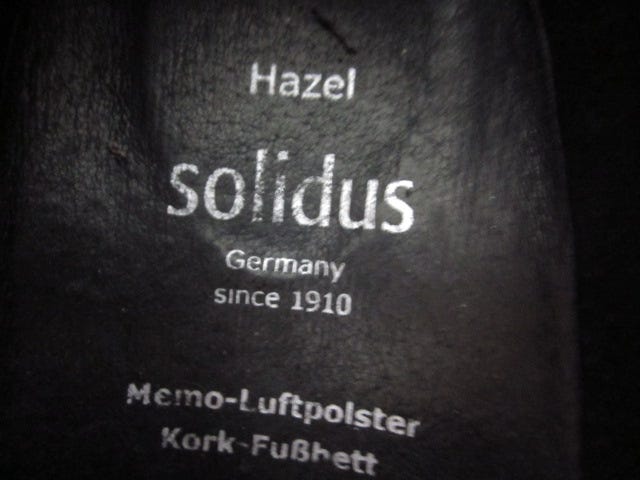 Hazel
solidus
Germany
since 1910
Memo-Luftpolster
Kork-Fußbett